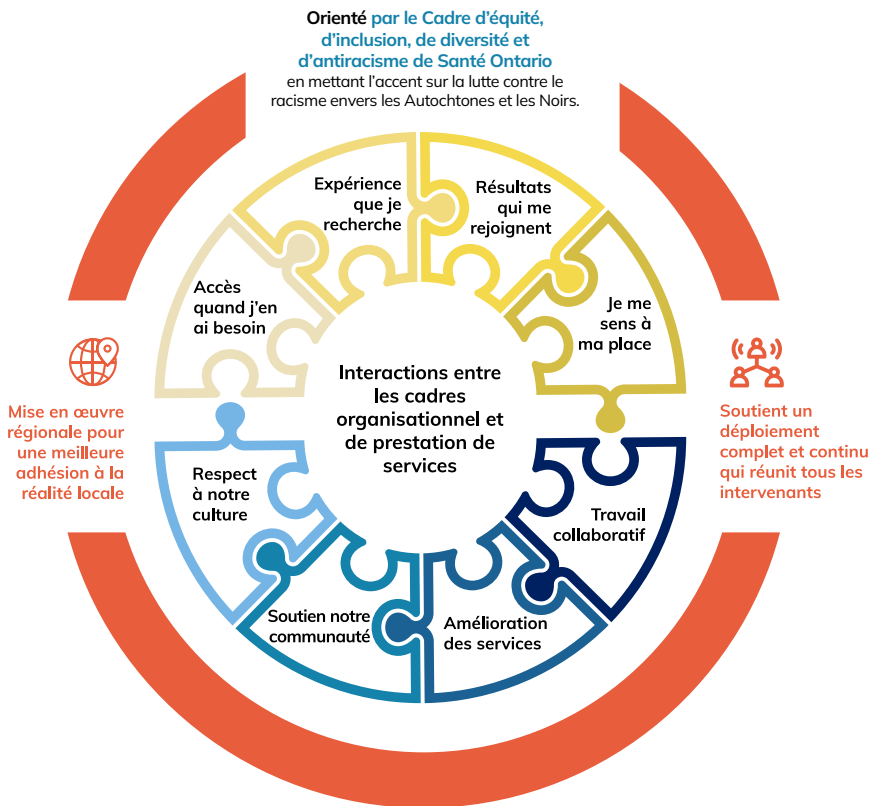 Orienté par le Cadre d’équité,
d’inclusion, de diversité et
d’antiracisme de Santé Ontario
en mettant l’accent sur la lutte contre le
racisme envers les Autochtones et les Noirs.
Expérience
que je
recherche
Résultats
qui me
rejoignent
Accès
quand j’en
ai besoin
Je me
sens à
ma place
Interactions entre
les cadres
organisationnel et
de prestation de
services
Mise en œuvre
régionale pour
une meilleure
adhésion à la
réalité locale
Soutient un
déploiement
complet et continu
qui réunit tous les
intervenants
Respect
à notre
culture
Travail
collaboratif
Soutien notre
communauté
Amélioration
des services